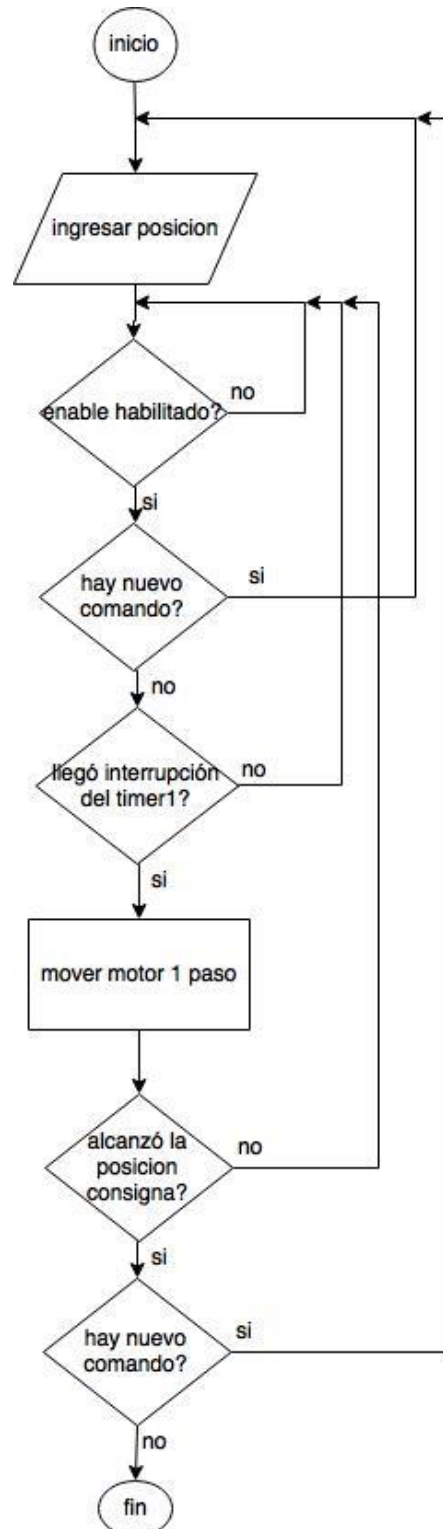 inicio
ingresar posicion
enable habilitado?
no
si
hay nuevo
comando?
si
no
llegó interrupción
del timer1?
no
si
mover motor 1 paso
alcanzó la
posicion
consigna?
no
si
hay nuevo
comando?
si
no
fin